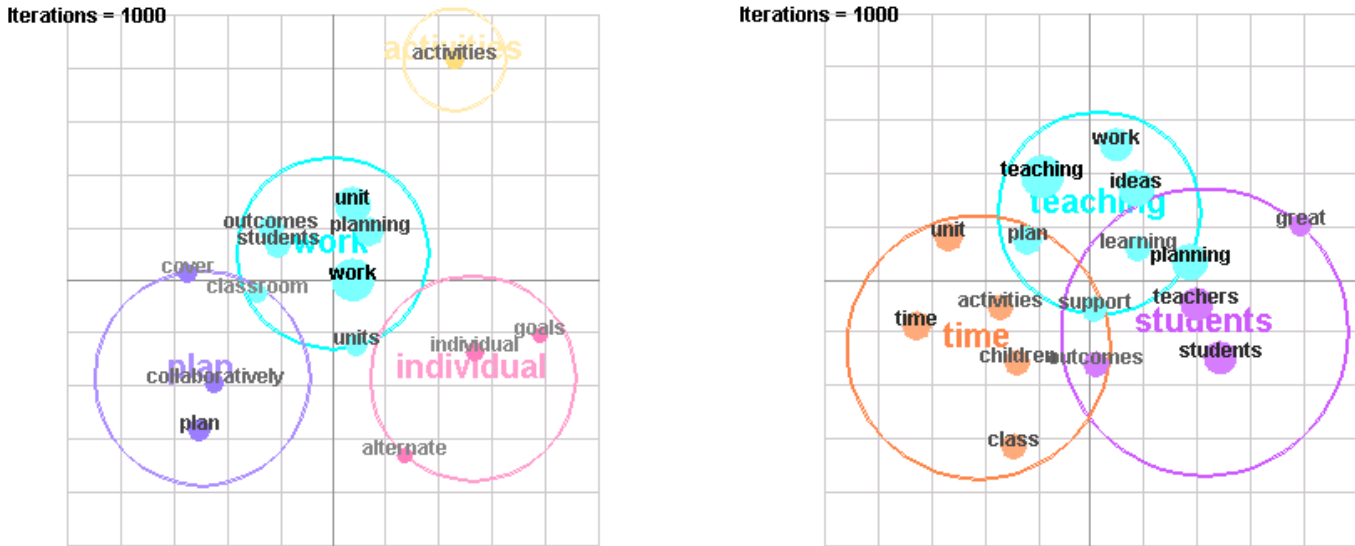 Iterations = 1000
activities
activities
unit
outcomes
planning
students
work
cover
work
classroom
units
goals
individual
individual
plan
collaboratively
plan
alternate
Iterations = 1000
work
teaching
ideas
teaching
great
unit
plan
learning
planning
activities
support
teachers
time
time
students
children
outcomes
students
class